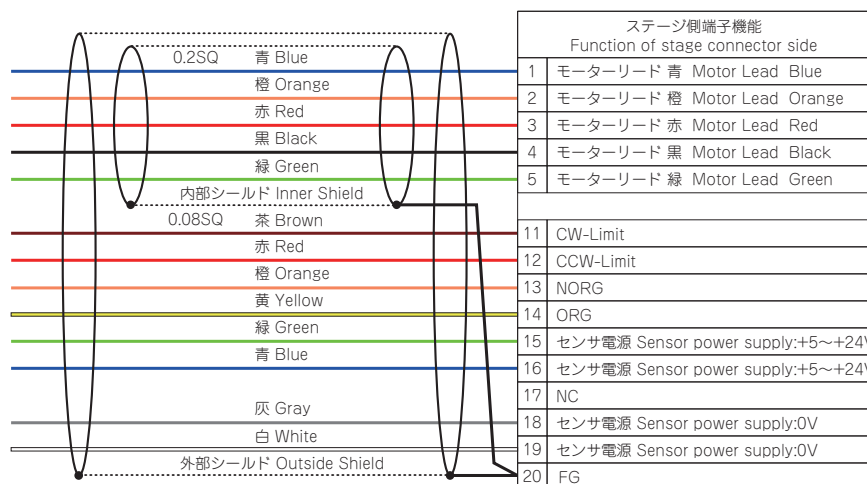 ステージ側端子機能
Function of stage connector side
0.2SQ 青 Blue
1 モーターリード 青 Motor Lead Blue
橙 Orange
2 モーターリード 橙 Motor Lead Orange
赤 Red
3 モーターリード 赤 Motor Lead Red
黒 Black
4 モーターリード 黒 Motor Lead Black
緑 Green
5 モーターリード 緑 Motor Lead Green
内部シールド Inner Shield
0.08SQ 茶 Brown
11 CW-Limit
赤 Red
12 CCW-Limit
橙 Orange
13 NORG
黄 Yellow
14 ORG
緑 Green
15 センサ電源 Sensor power supply:+5~+24V
青 Blue
16 センサ電源 Sensor power supply:+5~+24V
17 NC
灰 Gray
18 センサ電源 Sensor power supply:0V
白 White
19 センサ電源 Sensor power supply:0V
外部シールド Outside Shield
20 FG